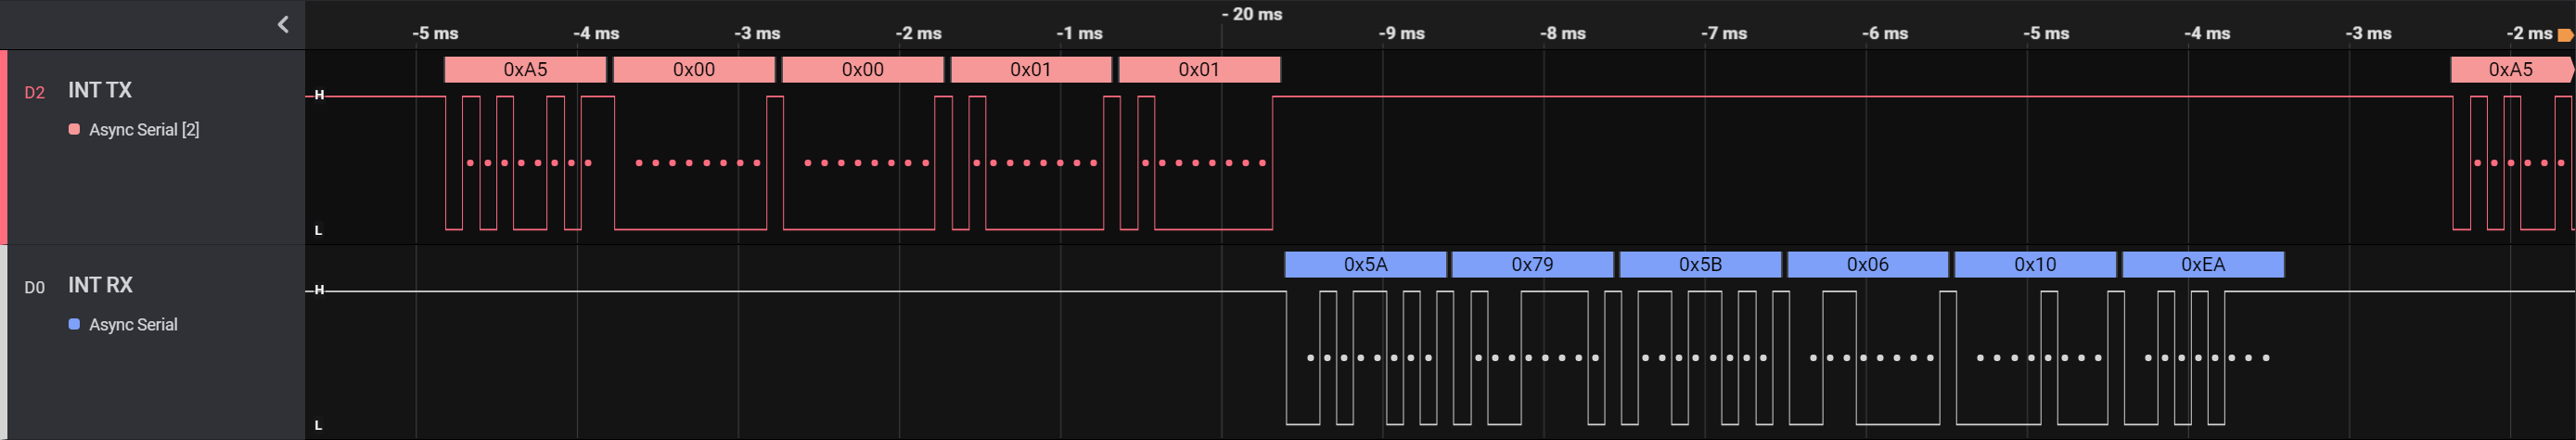 - 20 ms
-5 ms -4 ms -3 ms -2 ms -1 ms -9 ms -8 ms -7 ms -6 ms -5 ms -4 ms -3 ms -2 ms
0xA5 0x00 0x00 0x01 0x01 0xA5
D2 INT TX H
Async Serial [2]
L
0x5A 0x79 0x5B 0x06 0x10 0xEA
D0 INT RX H
Async Serial
L